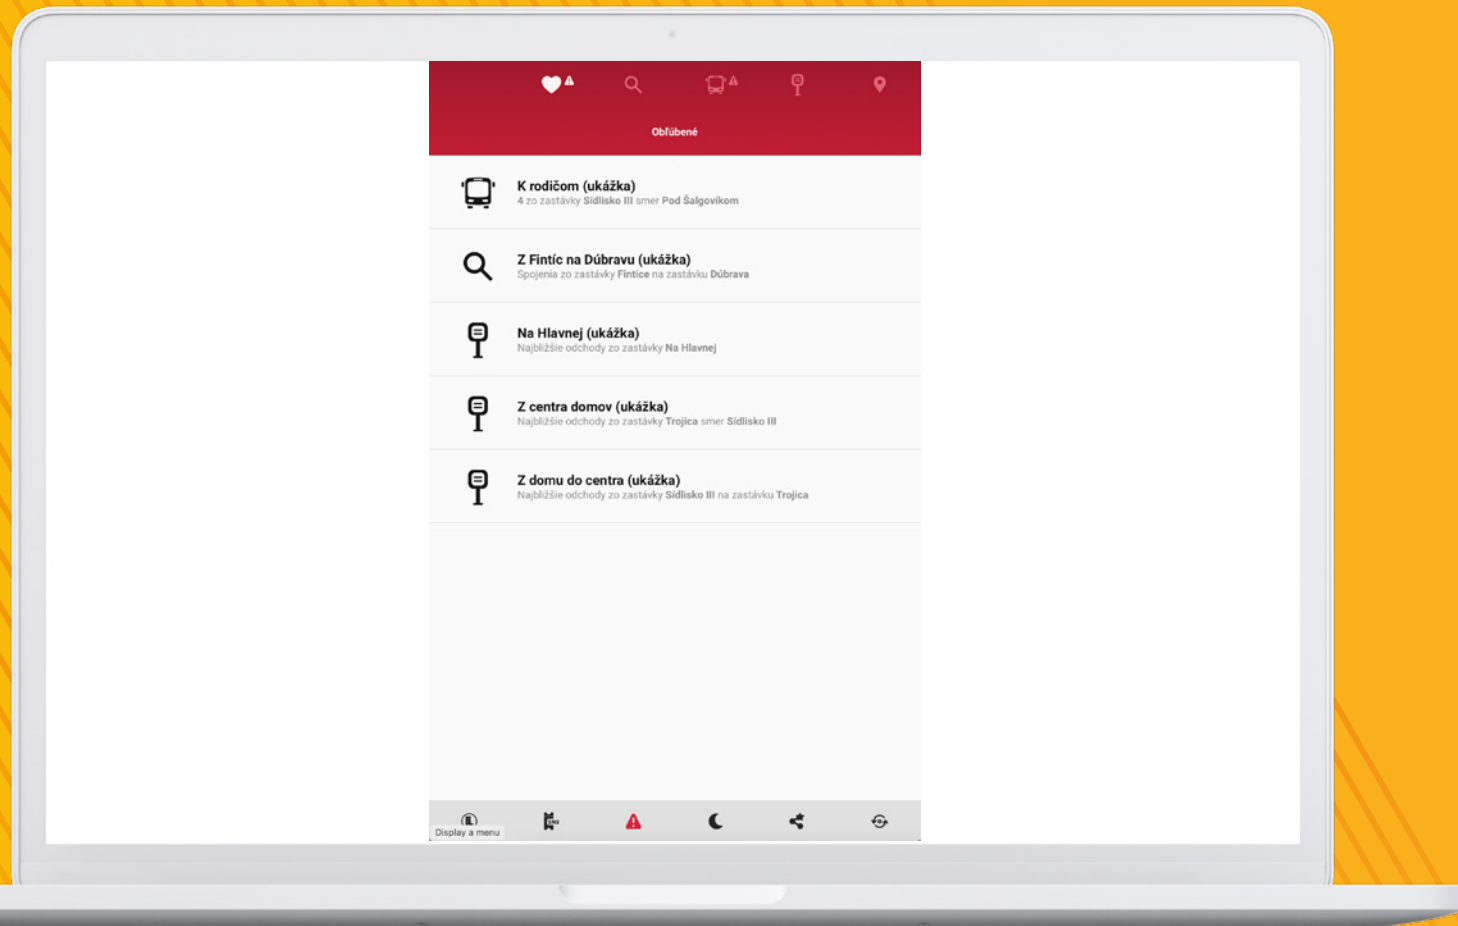 Obľúbené
K rodičom (ukážka)
4 zo zastávky Sídlisko III smer Pod Šalgovíkom
Z Fintíc na Dúbravu (ukážka)
Spojenia zo zastávky Fintice na zastávku Dúbrava
Na Hlavnej (ukážka)
Najbližšie odchody zo zastávky Na Hlavnej
Z centra domov (ukážka)
Najbližšie odchody zo zastávky Trojica smer Sídlisko III
Z domu do centra (ukážka)
Najbližšie odchody zo zastávky Sídlisko III na zastávku Trojica
Display a menu